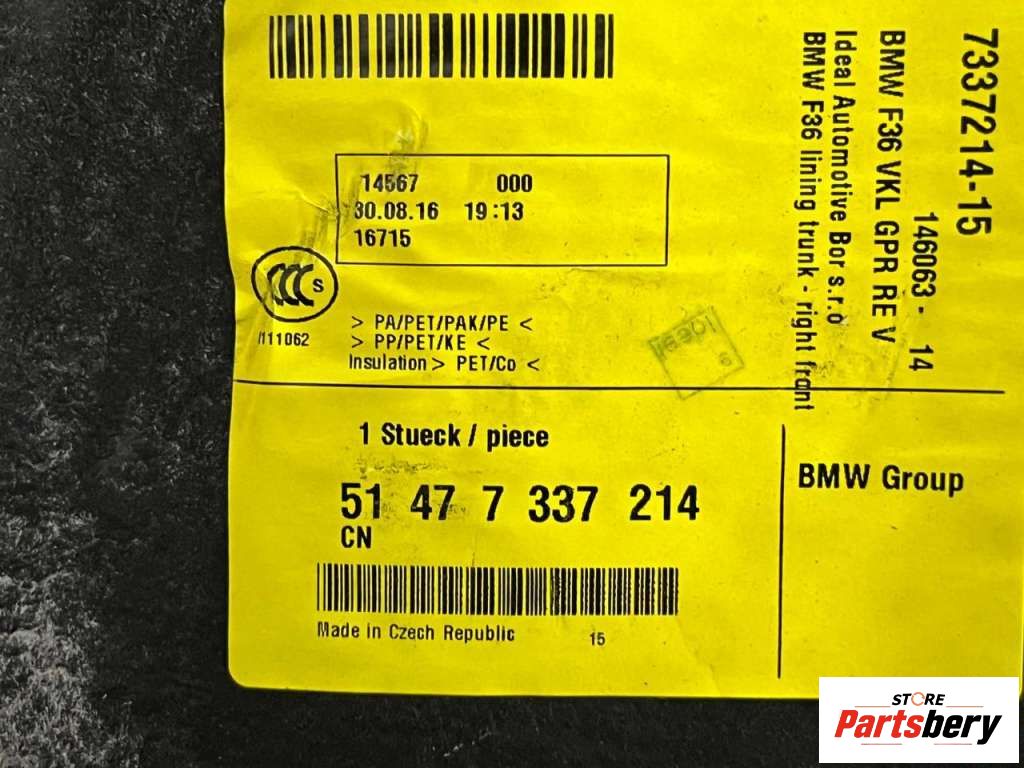 14567 000
30.08.16 19:13
16715
CCC S
111062
> PA/PET/PAK/PE <
> PP/PET/KE <
Insulation > PET/Co <
7337214-15
146063 - 14
BMW F36 VKL GPR RE V
Ideal Automotive Bor s.r.o
BMW F36 lining trunk - right front
1 Stueck / piece
51 47 7 337 214
CN
Made in Czech Republic 15
BMW Group
STORE
Partsbery